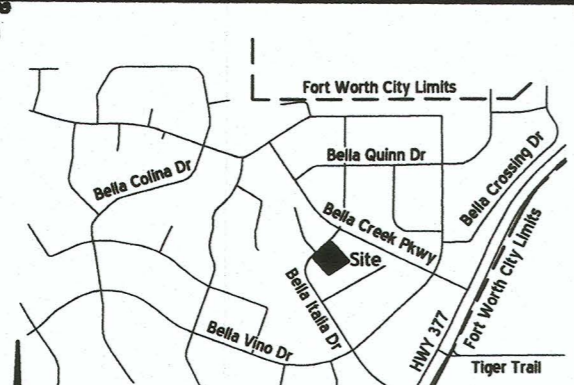 Fort Worth City Limits
Bella Quinn Dr
Bella Crossing Dr
Bella Colina Dr
Bella Creek Pkwy
Fort Worth City Limits
Site
Bella Italia Dr
HWY 377
Bella Vino Dr
Tiger Trail